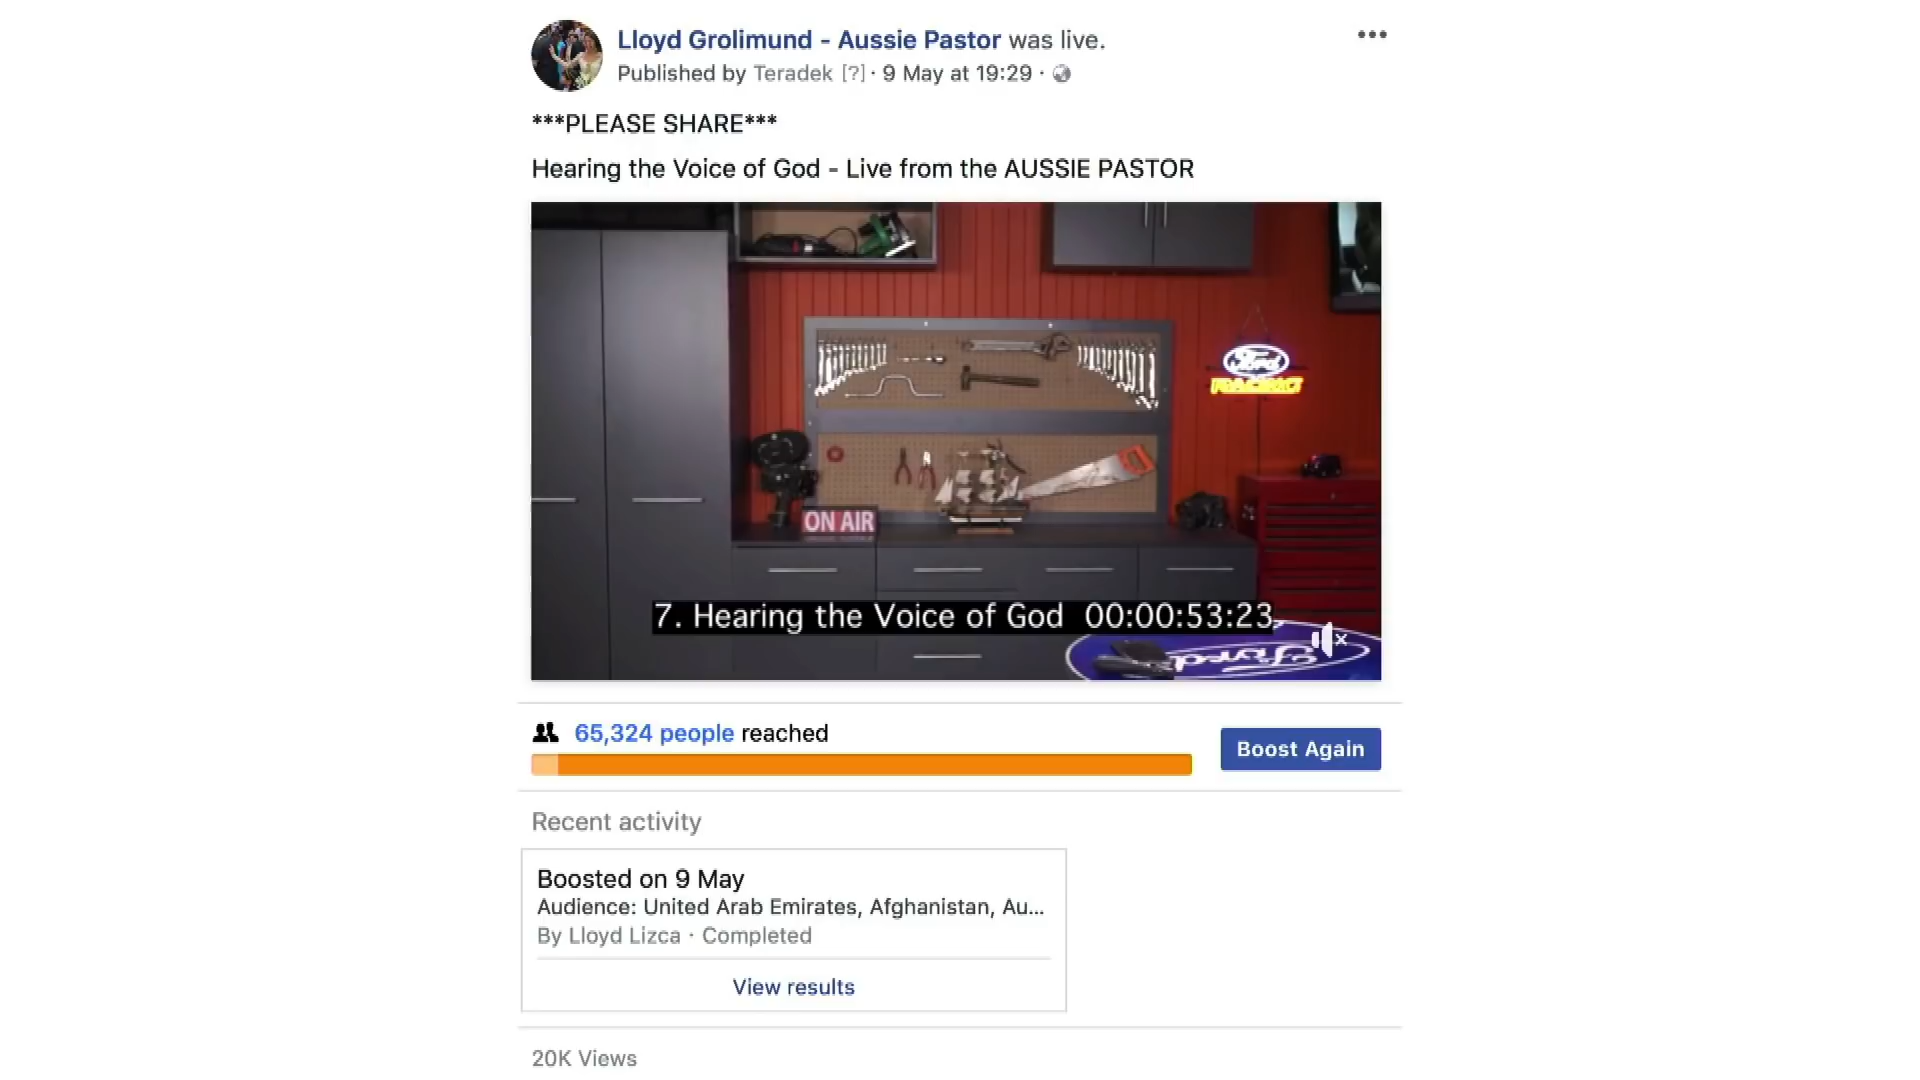 Lloyd Grolimund - Aussie Pastor was live.
Published by Teradek [?] · 9 May at 19:29 ·
***PLEASE SHARE***
Hearing the Voice of God - Live from the AUSSIE PASTOR
Ford
RACING
ON AIR
7. Hearing the Voice of God 00:00:53:23
Ford
65,324 people reached
Boost Again
Recent activity
Boosted on 9 May
Audience: United Arab Emirates, Afghanistan, Au...
By Lloyd Lizca · Completed
View results
20K Views